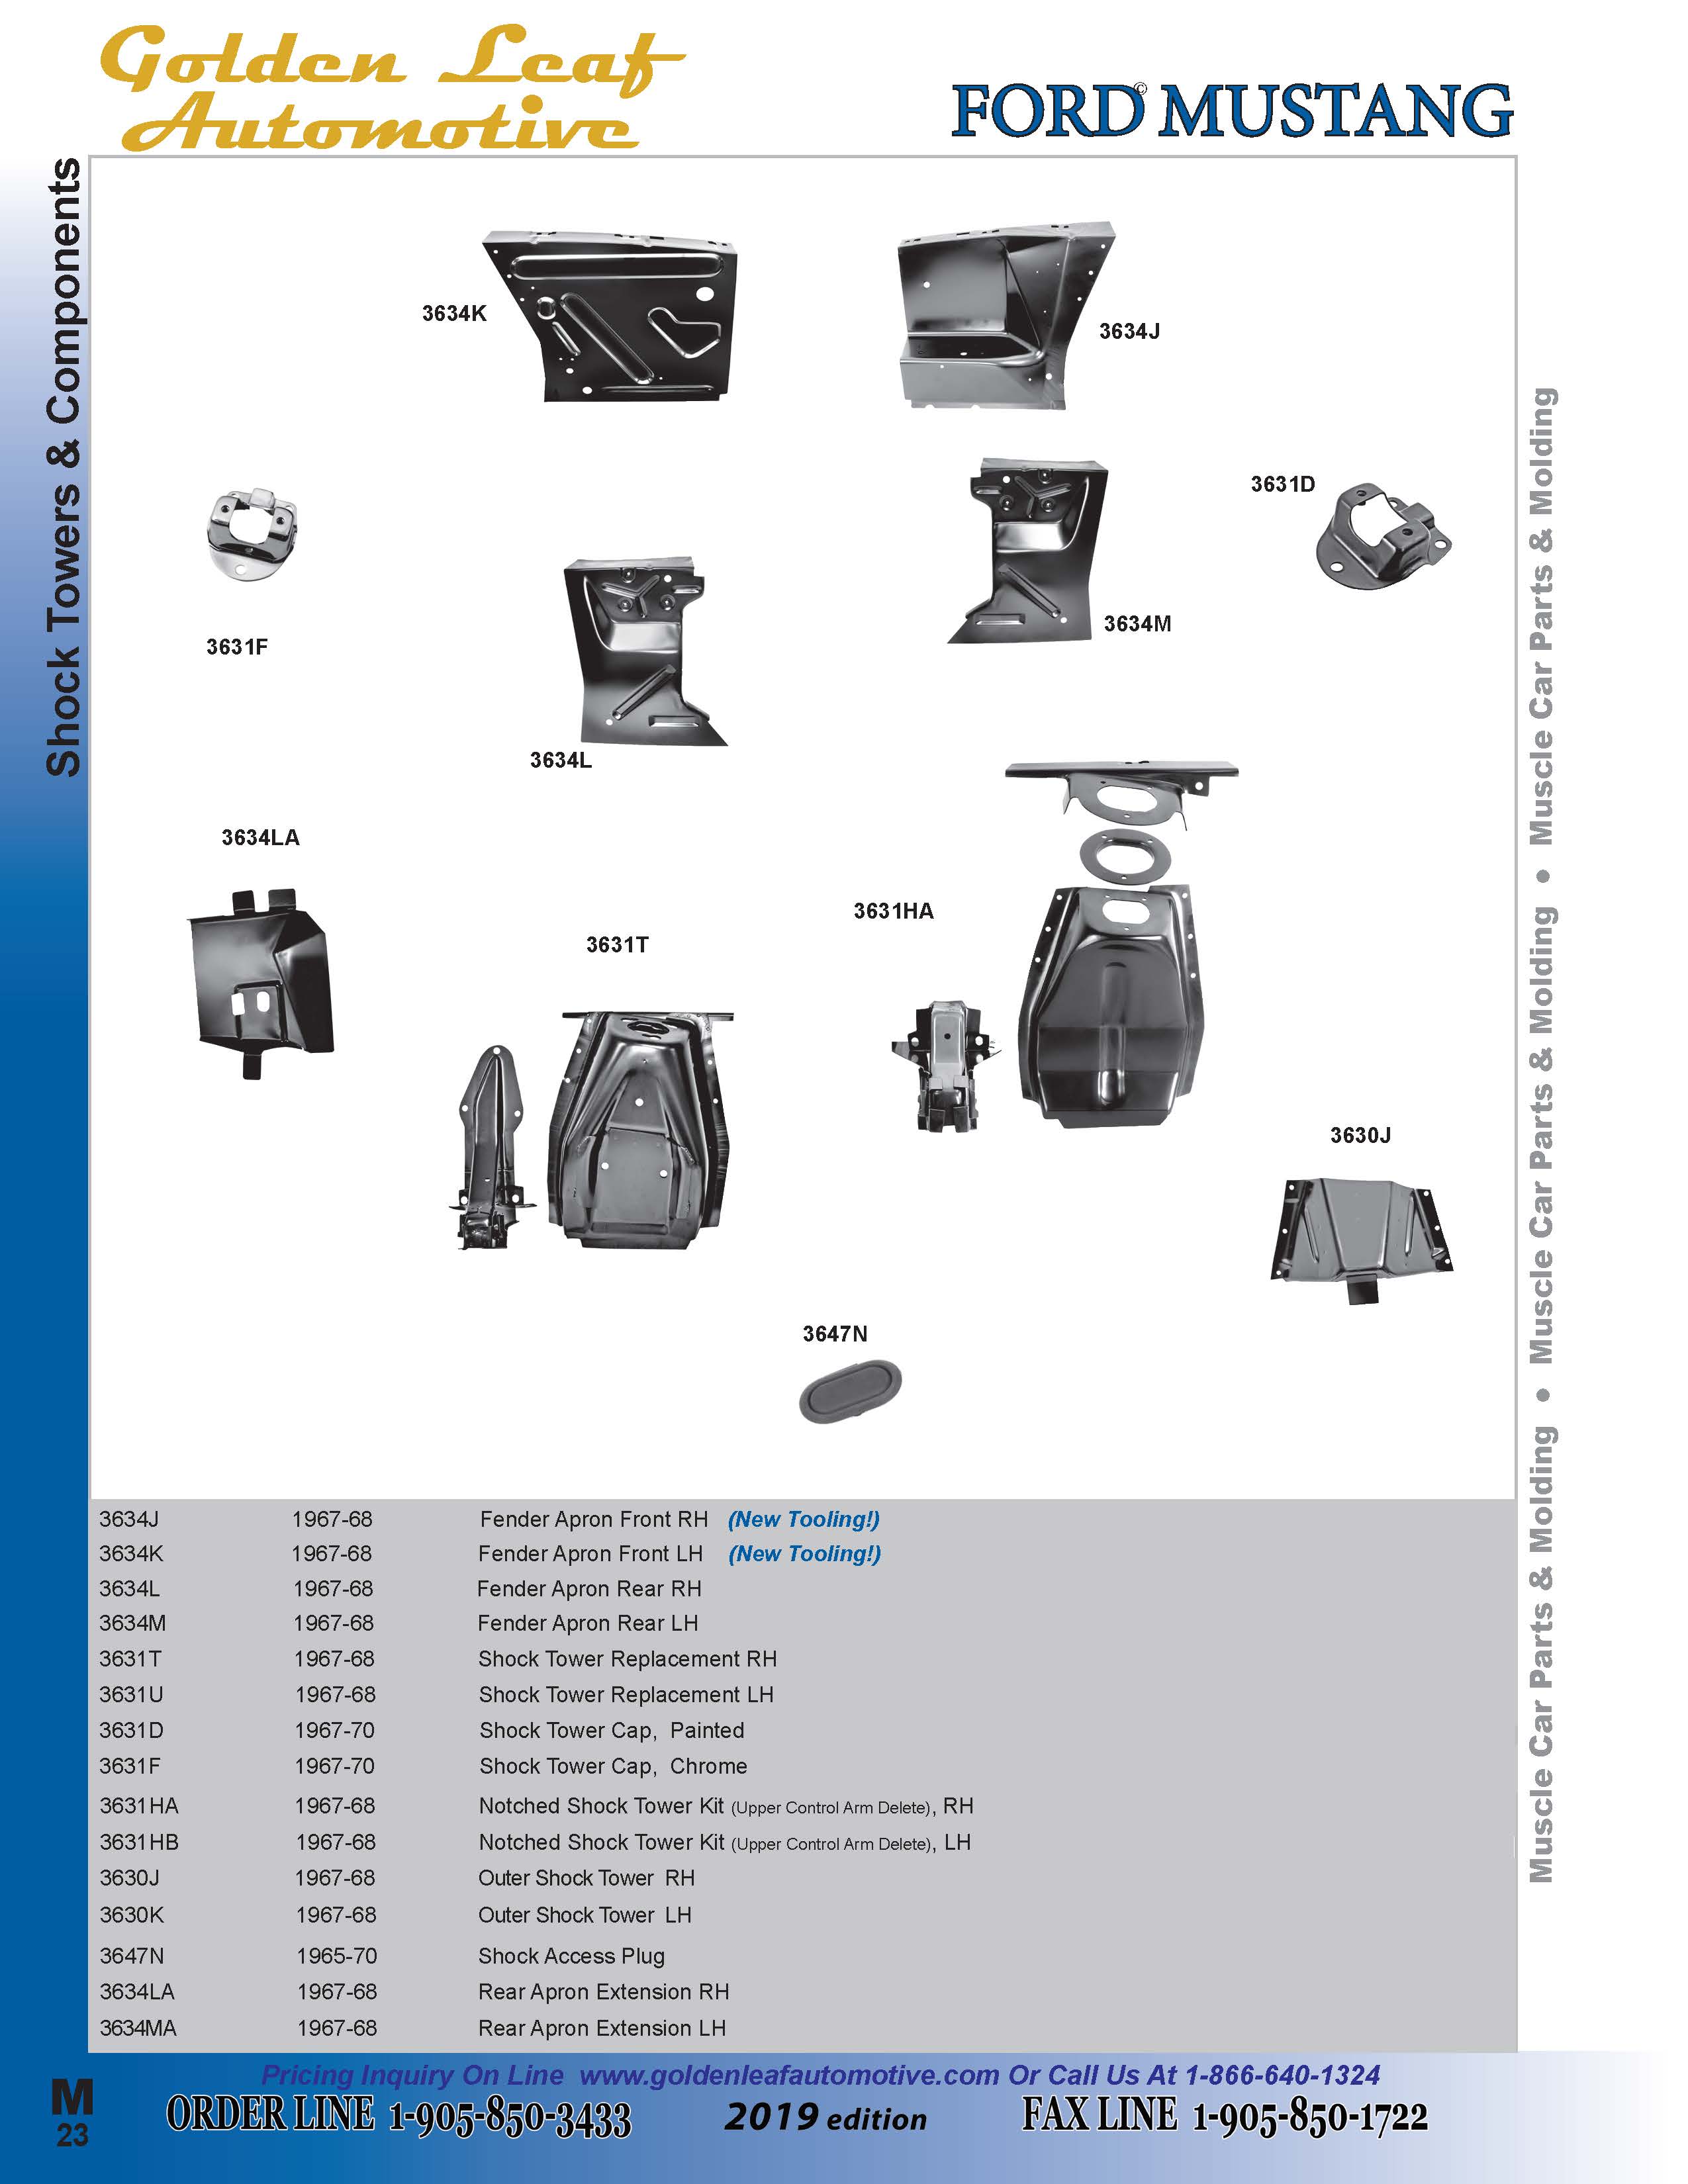 Golden Leaf
Automotive
FORD© MUSTANG
Shock Towers & Components
3634K
3634J
3631D
3631F
3634M
3634L
3634LA
3631HA
3631T
3630J
3647N
Muscle Car Parts & Molding • Muscle Car Parts & Molding • Muscle Car Parts & Molding
3634J 1967-68 Fender Apron Front RH (New Tooling!)
3634K 1967-68 Fender Apron Front LH (New Tooling!)
3634L 1967-68 Fender Apron Rear RH
3634M 1967-68 Fender Apron Rear LH
3631T 1967-68 Shock Tower Replacement RH
3631U 1967-68 Shock Tower Replacement LH
3631D 1967-70 Shock Tower Cap, Painted
3631F 1967-70 Shock Tower Cap, Chrome
3631HA 1967-68 Notched Shock Tower Kit (Upper Control Arm Delete), RH
3631HB 1967-68 Notched Shock Tower Kit (Upper Control Arm Delete), LH
3630J 1967-68 Outer Shock Tower RH
3630K 1967-68 Outer Shock Tower LH
3647N 1965-70 Shock Access Plug
3634LA 1967-68 Rear Apron Extension RH
3634MA 1967-68 Rear Apron Extension LH
Pricing Inquiry On Line www.goldenleafautomotive.com Or Call Us At 1-866-640-1324
M
23
ORDER LINE 1-905-850-3433 2019 edition FAX LINE 1-905-850-1722